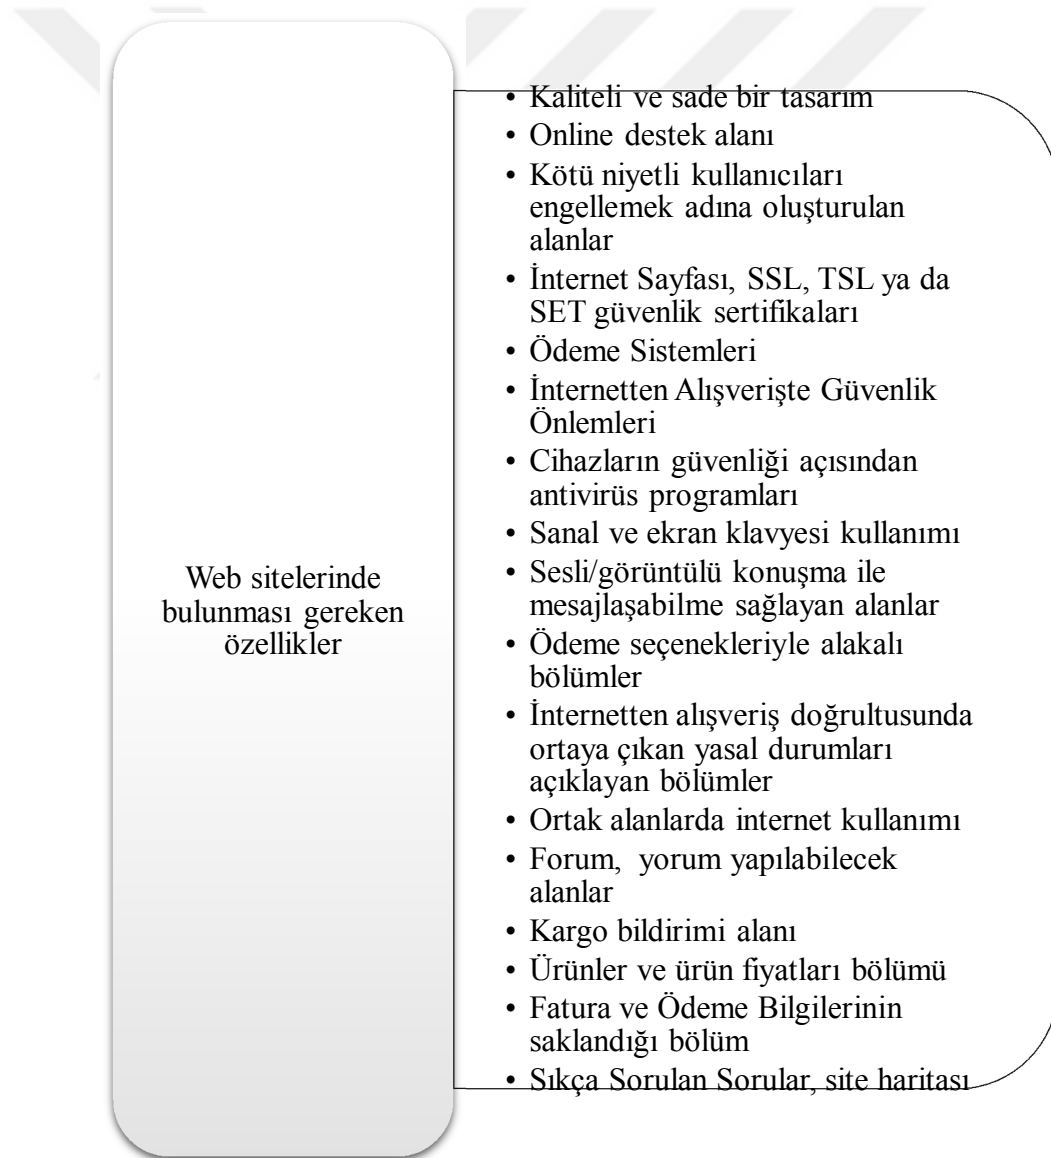 Web sitelerinde
bulunması gereken
özellikler
• Kaliteli ve sade bir tasarım
• Online destek alanı
• Kötü niyetli kullanıcıları
engellemek adına oluşturulan
alanlar
• İnternet Sayfası, SSL, TSL ya da
SET güvenlik sertifikaları
• Ödeme Sistemleri
• İnternetten Alışverişte Güvenlik
Önlemleri
• Cihazların güvenliği açısından
antivirüs programları
• Sanal ve ekran klavyesi kullanımı
• Sesli/görüntülü konuşma ile
mesajlaşabilme sağlayan alanlar
• Ödeme seçenekleriyle alakalı
bölümler
• İnternetten alışveriş doğrultusunda
ortaya çıkan yasal durumları
açıklayan bölümler
• Ortak alanlarda internet kullanımı
• Forum, yorum yapılabilecek
alanlar
• Kargo bildirimi alanı
• Ürünler ve ürün fiyatları bölümü
• Fatura ve Ödeme Bilgilerinin
saklandığı bölüm
• Sıkça Sorulan Sorular, site haritası